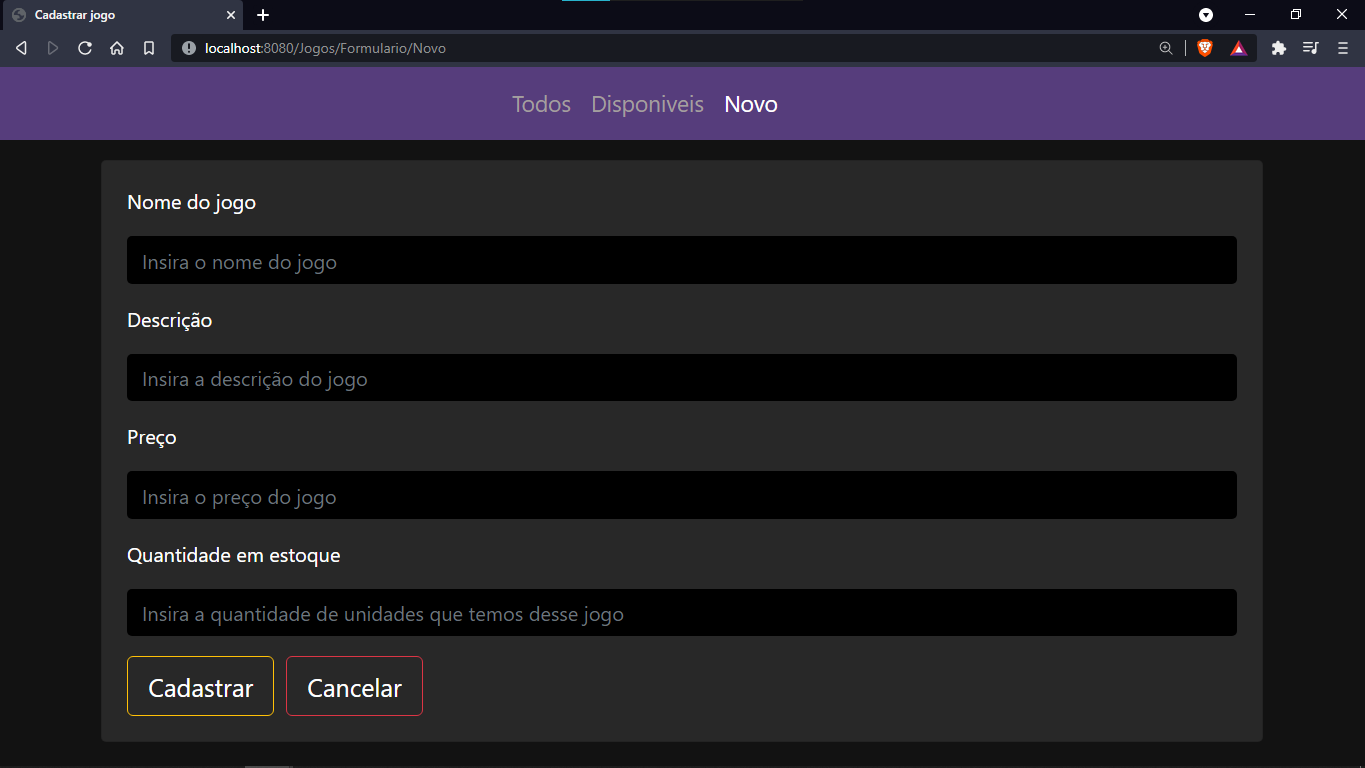 Cadastrar jogo
localhost:8080/Jogos/Formulario/Novo
Todos Disponiveis Novo
Nome do jogo
Insira o nome do jogo
Descrição
Insira a descrição do jogo
Preço
Insira o preço do jogo
Quantidade em estoque
Insira a quantidade de unidades que temos desse jogo
Cadastrar Cancelar